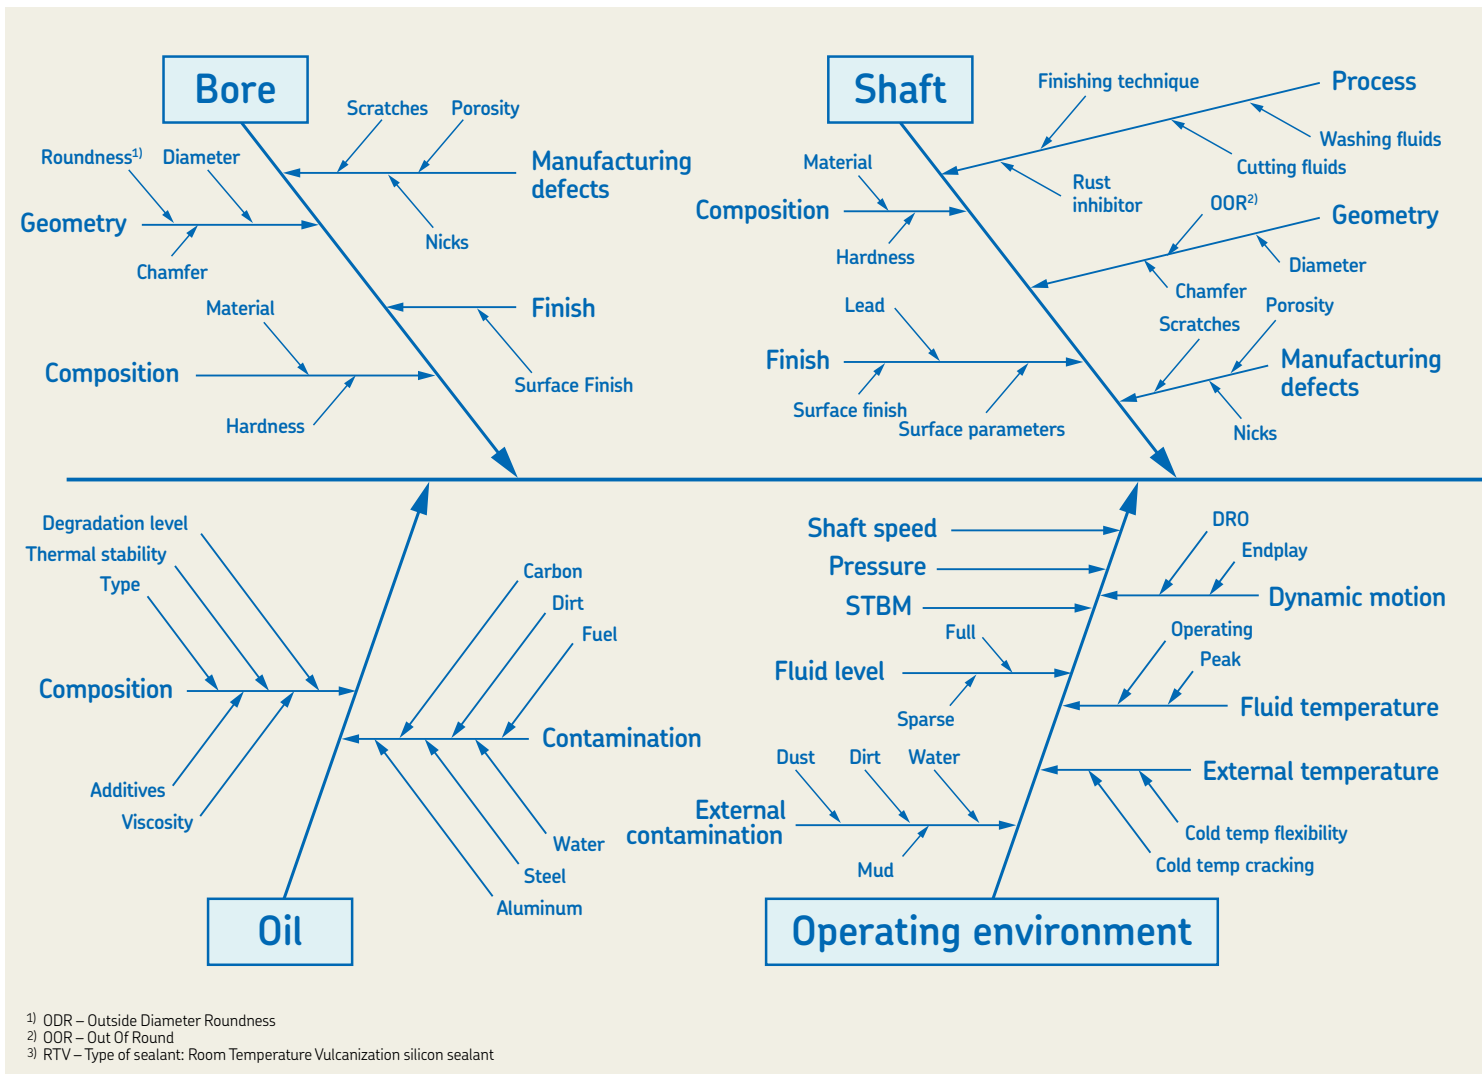 Bore
Scratches
Porosity
Roundness1)
Diameter
Manufacturing
defects
Geometry
Nicks
Chamfer
Material
Finish
Composition
Surface Finish
Hardness
Shaft
Finishing technique
Process
Washing fluids
Cutting fluids
Material
Rust
inhibitor
Composition
OOR2)
Geometry
Hardness
Diameter
Chamfer
Lead
Porosity
Scratches
Finish
Manufacturing
defects
Surface finish
Surface parameters
Nicks
Degradation level
Thermal stability
Type
Carbon
Dirt
Fuel
Composition
Contamination
Additives
Viscosity
Water
Steel
Aluminum
Oil
Shaft speed
DRO
Endplay
Pressure
Dynamic motion
STBM
Full
Operating
Peak
Fluid level
Sparse
Fluid temperature
Dust
Dirt
Water
External temperature
External
contamination
Mud
Cold temp flexibility
Cold temp cracking
Operating environment
1) ODR – Outside Diameter Roundness
2) OOR – Out Of Round
3) RTV – Type of sealant: Room Temperature Vulcanization silicon sealant